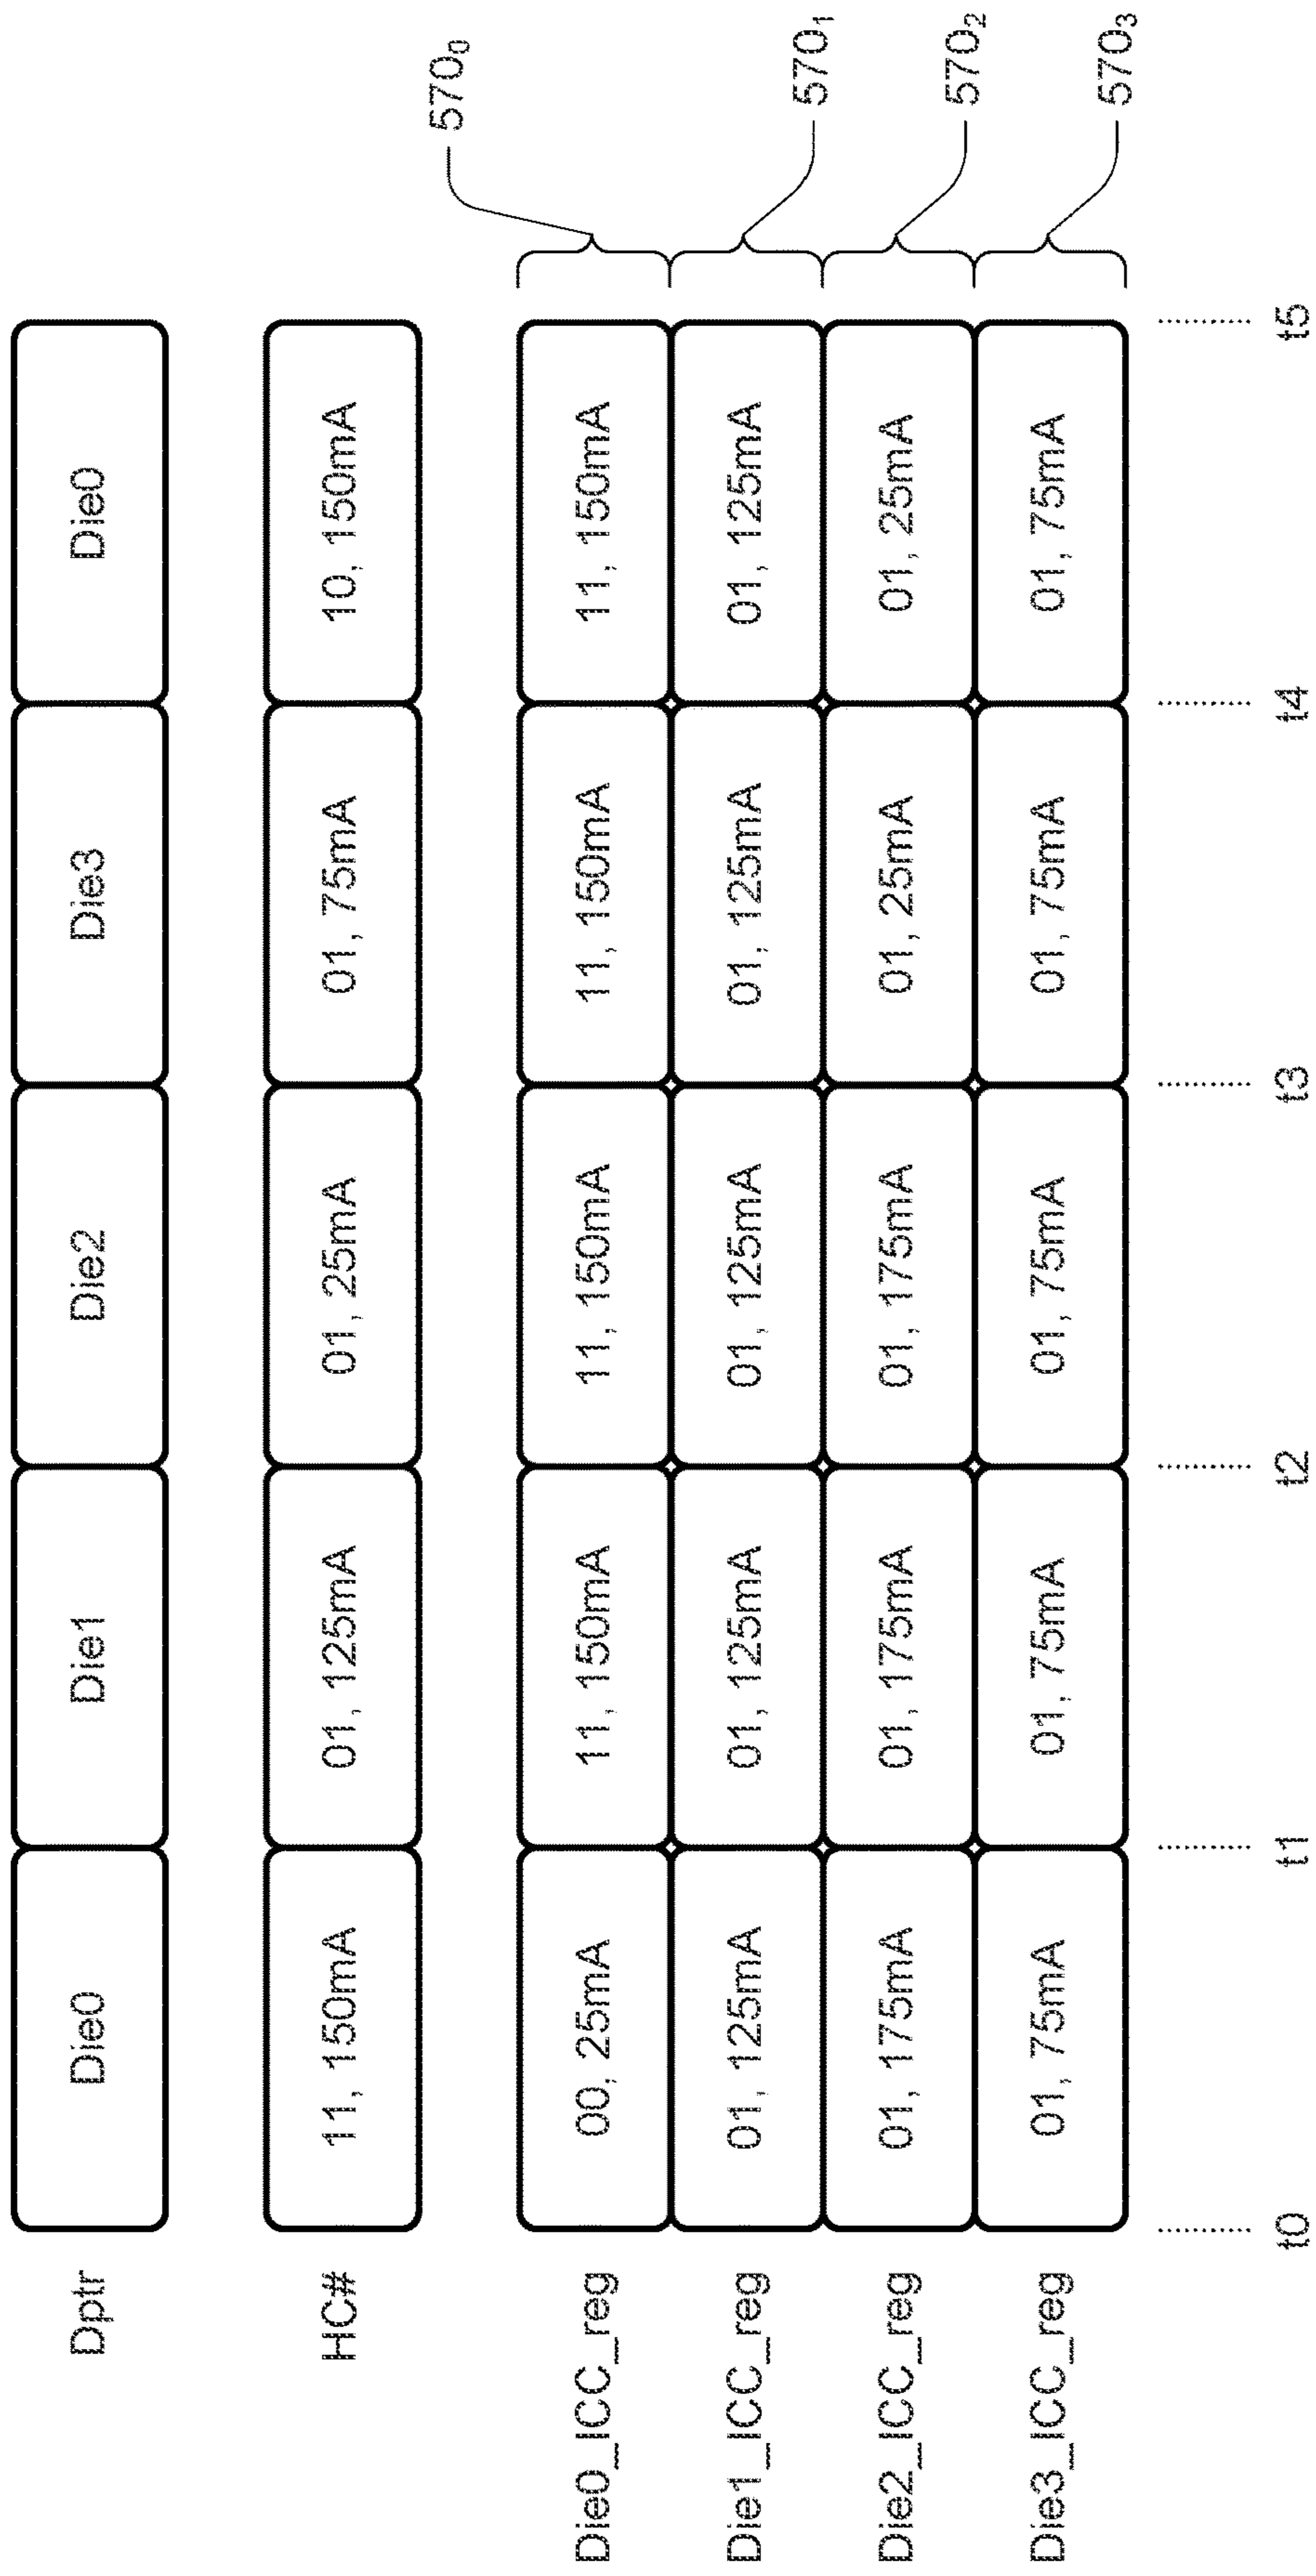 Dptr Die0 Die1 Die2 Die3 Die0
HC# 11, 150mA 01, 125mA 01, 25mA 01, 75mA 10, 150mA
570₀
Die0_ICC_reg 00, 25mA 11, 150mA 11, 150mA 11, 150mA 11, 150mA
570₁
Die1_ICC_reg 01, 125mA 01, 125mA 01, 125mA 01, 125mA 01, 125mA
570₂
Die2_ICC_reg 01, 175mA 01, 175mA 01, 175mA 01, 25mA 01, 25mA
570₃
Die3_ICC_reg 01, 75mA 01, 75mA 01, 75mA 01, 75mA 01, 75mA
t0 t1 t2 t3 t4 t5